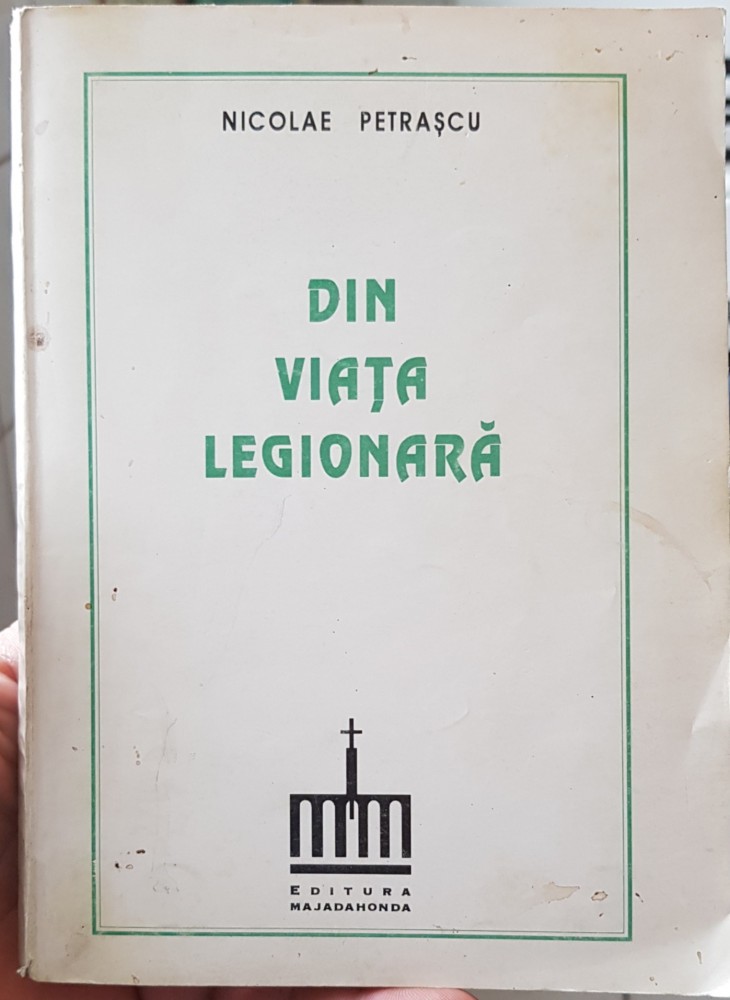 NICOLAE PETRAȘCU
DIN
VIAȚA
LEGIONARĂ
EDITURA
MAJADAHONDA